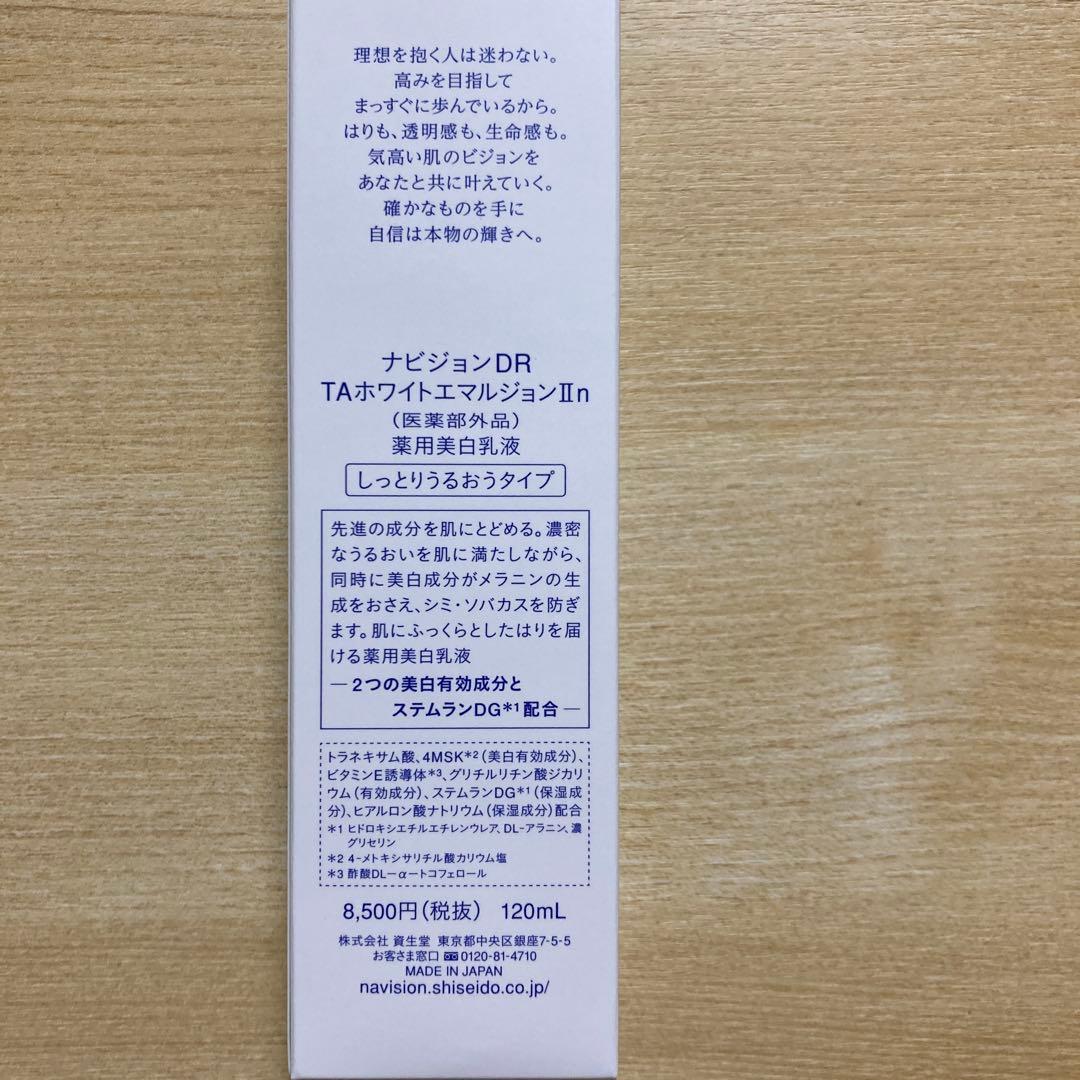 理想を抱く人は迷わない。
高みを目指して
まっすぐに歩んでいるから。
はりも、透明感も、生命感も。
気高い肌のビジョンを
あなたと共に叶えていく。
確かなものを手に
自信は本物の輝きへ。
ナビジョンDR
TAホワイトエマルジョンⅡn
（医薬部外品）
薬用美白乳液
しっとりうるおうタイプ
先進の成分を肌にとどめる。濃密
なうるおいを肌に満たしながら、
同時に美白成分がメラニンの生
成をおさえ、シミ・ソバカスを防ぎ
ます。肌にふっくらとしたはりを届
ける薬用美白乳液
―2つの美白有効成分と
ステムランDG*1配合―
トラネキサム酸、4MSK*2（美白有効成分）、
ビタミンE誘導体*3、グリチルリチン酸ジカリ
ウム（有効成分）、ステムランDG*1（保湿成
分）、ヒアルロン酸ナトリウム（保湿成分）配合
*1 ヒドロキシエチルエチレンウレア、DL-アラニン、濃
グリセリン
*2 4-メトキシサリチル酸カリウム塩
*3 酢酸DL-α-トコフェロール
8,500円（税抜） 120mL
株式会社 資生堂 東京都中央区銀座7-5-5
お客さま窓口 0120-81-4710
MADE IN JAPAN
navision.shiseido.co.jp/